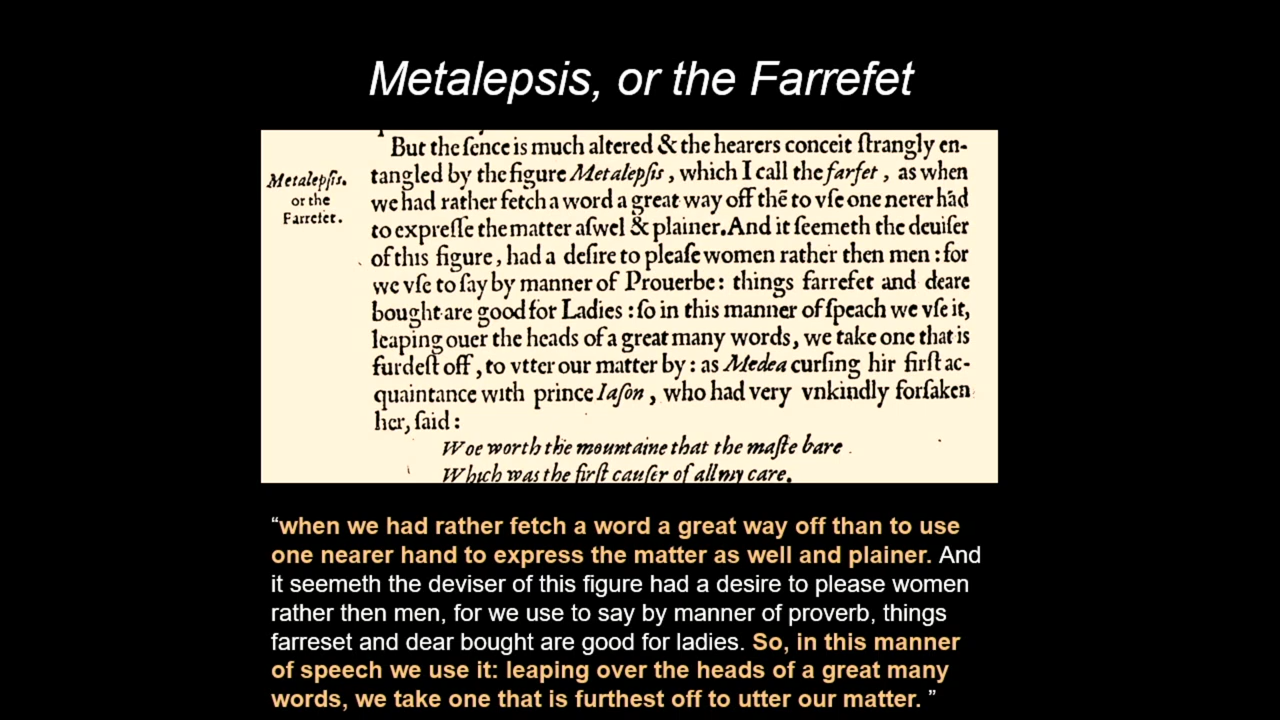 Metalepsis, or the Farrefet
But the ſence is much altered & the hearers conceit ſtrangly en-
Metalepſis.
or the
Farrefet.
tangled by the figure Metalepſis, which I call the farfet, as when
we had rather fetch a word a great way off thē to vſe one nerer hād
to expreſſe the matter aſwel & plainer. And it ſeemeth the deuiſer
of this figure, had a deſire to pleaſe women rather then men: for
we vſe to ſay by manner of Prouerbe: things farrefet and deare
bought are good for Ladies: ſo in this manner of ſpeach we vſe it,
leaping ouer the heads of a great many words, we take one that is
furdeſt off, to vtter our matter by: as Medea curſing hir firſt ac-
quaintance with prince Iaſon, who had very vnkindly forſaken
her, ſaid:
Woe worth the mountaine that the maſte bare
Which was the firſt cauſer of all my care.
“when we had rather fetch a word a great way off than to use
one nearer hand to express the matter as well and plainer. And
it seemeth the deviser of this figure had a desire to please women
rather then men, for we use to say by manner of proverb, things
farreset and dear bought are good for ladies. So, in this manner
of speech we use it: leaping over the heads of a great many
words, we take one that is furthest off to utter our matter. ”